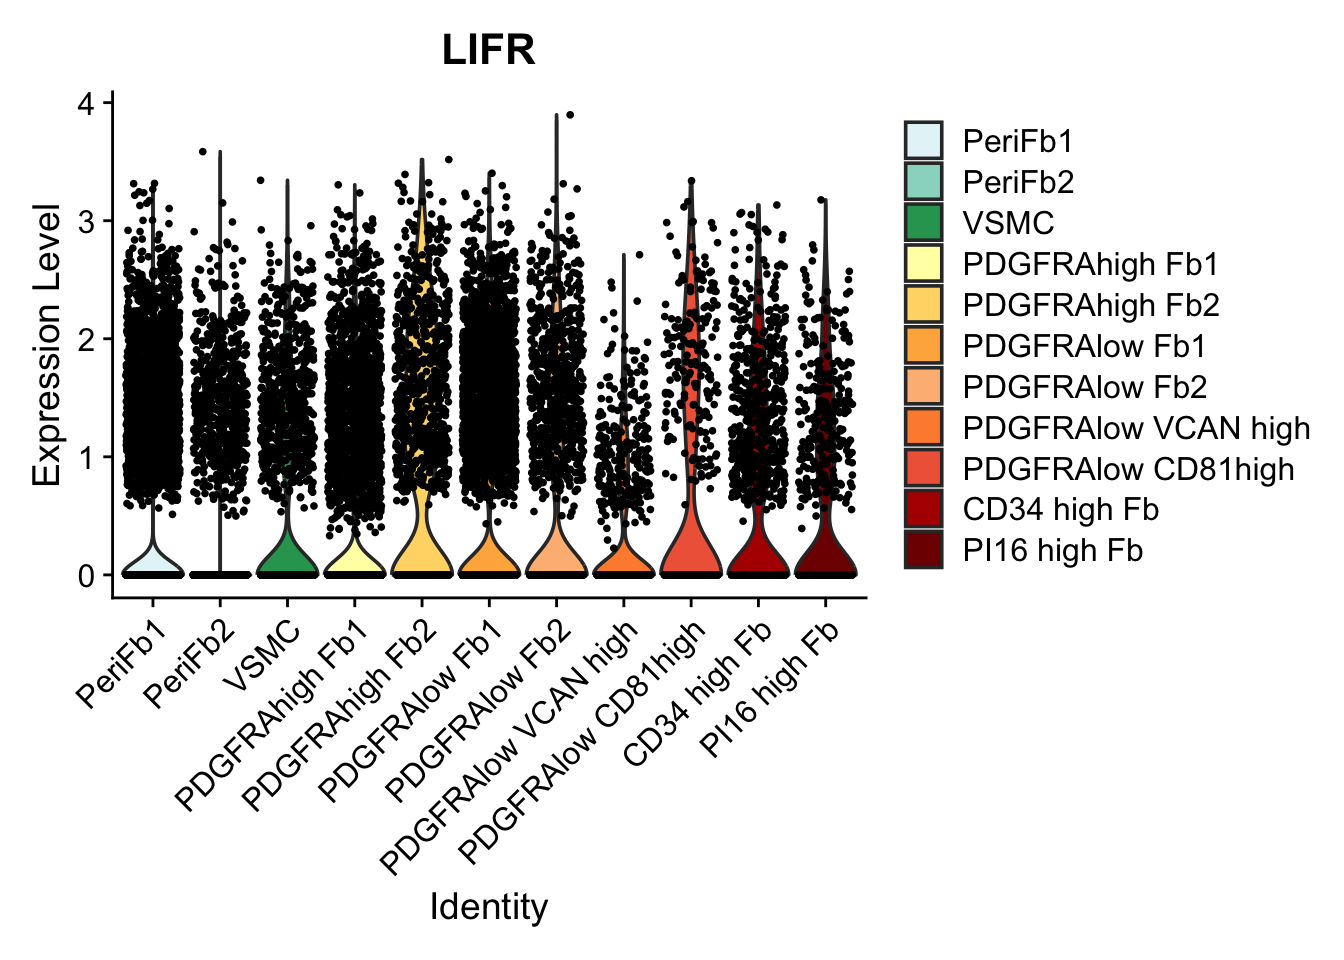 LIFR
Expression Level
4
3
2
1
0
PeriFb1
PeriFb2
VSMC
PDGFRAhigh Fb1
PDGFRAhigh Fb2
PDGFRAlow Fb1
PDGFRAlow Fb2
PDGFRAlow VCAN high
PDGFRAlow CD81high
CD34 high Fb
PI16 high Fb
Identity
PeriFb1
PeriFb2
VSMC
PDGFRAhigh Fb1
PDGFRAhigh Fb2
PDGFRAlow Fb1
PDGFRAlow Fb2
PDGFRAlow VCAN high
PDGFRAlow CD81high
CD34 high Fb
PI16 high Fb